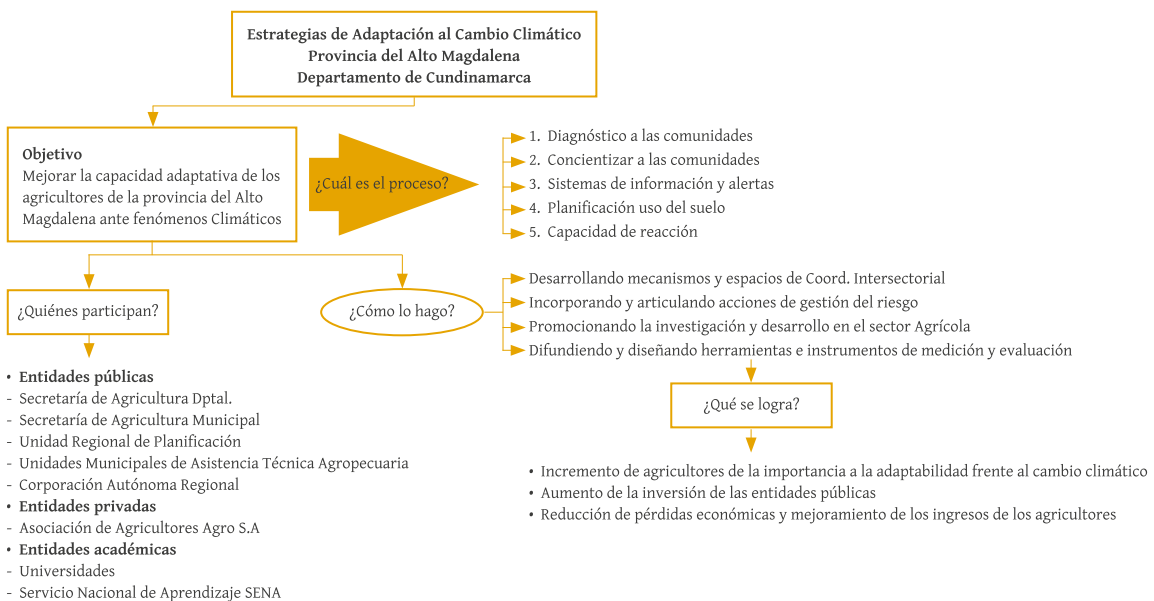 Estrategias de Adaptación al Cambio Climático
Provincia del Alto Magdalena
Departamento de Cundinamarca
Objetivo
Mejorar la capacidad adaptativa de los
agricultores de la provincia del Alto
Magdalena ante fenómenos Climáticos
¿Cuál es el proceso?
1. Diagnóstico a las comunidades
2. Concientizar a las comunidades
3. Sistemas de información y alertas
4. Planificación uso del suelo
5. Capacidad de reacción
¿Quiénes participan?
• Entidades públicas
- Secretaría de Agricultura Dptal.
- Secretaría de Agricultura Municipal
- Unidad Regional de Planificación
- Unidades Municipales de Asistencia Técnica Agropecuaria
- Corporación Autónoma Regional
• Entidades privadas
- Asociación de Agricultores Agro S.A
• Entidades académicas
- Universidades
- Servicio Nacional de Aprendizaje SENA
¿Cómo lo hago?
Desarrollando mecanismos y espacios de Coord. Intersectorial
Incorporando y articulando acciones de gestión del riesgo
Promocionando la investigación y desarrollo en el sector Agrícola
Difundiendo y diseñando herramientas e instrumentos de medición y evaluación
¿Qué se logra?
• Incremento de agricultores de la importancia a la adaptabilidad frente al cambio climático
• Aumento de la inversión de las entidades públicas
• Reducción de pérdidas económicas y mejoramiento de los ingresos de los agricultores